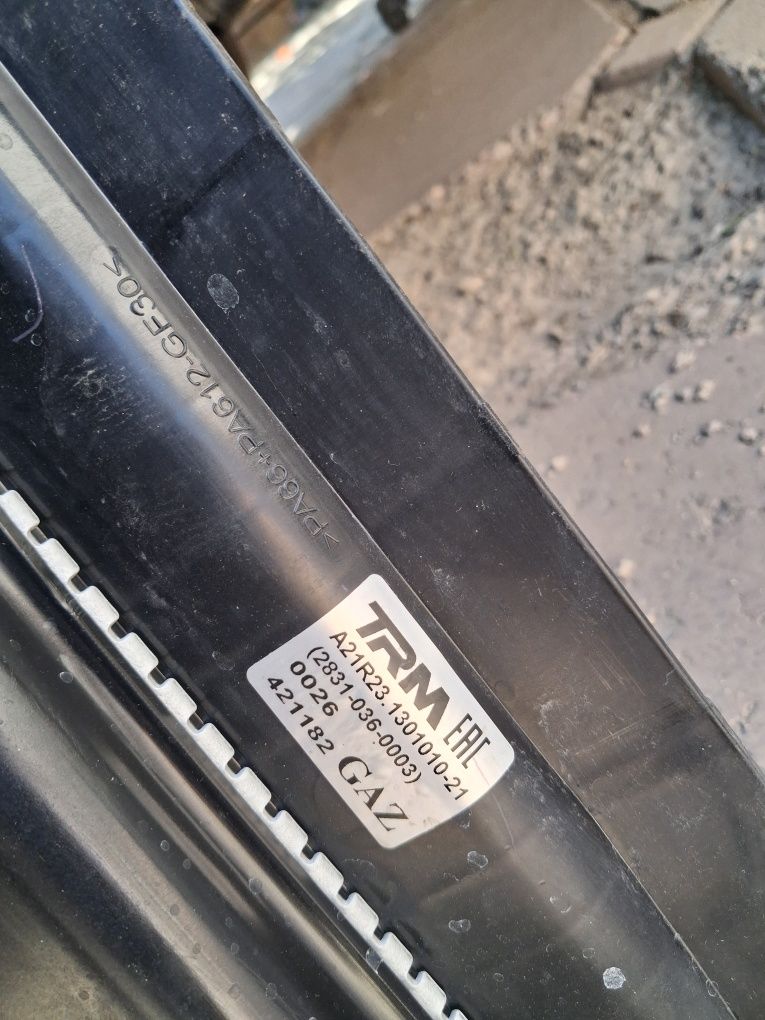 >PA66+PA612-GF30<
TRM EAC
A21R23.1301010-21
(2831-036-0003)
0026
421182 GAZ